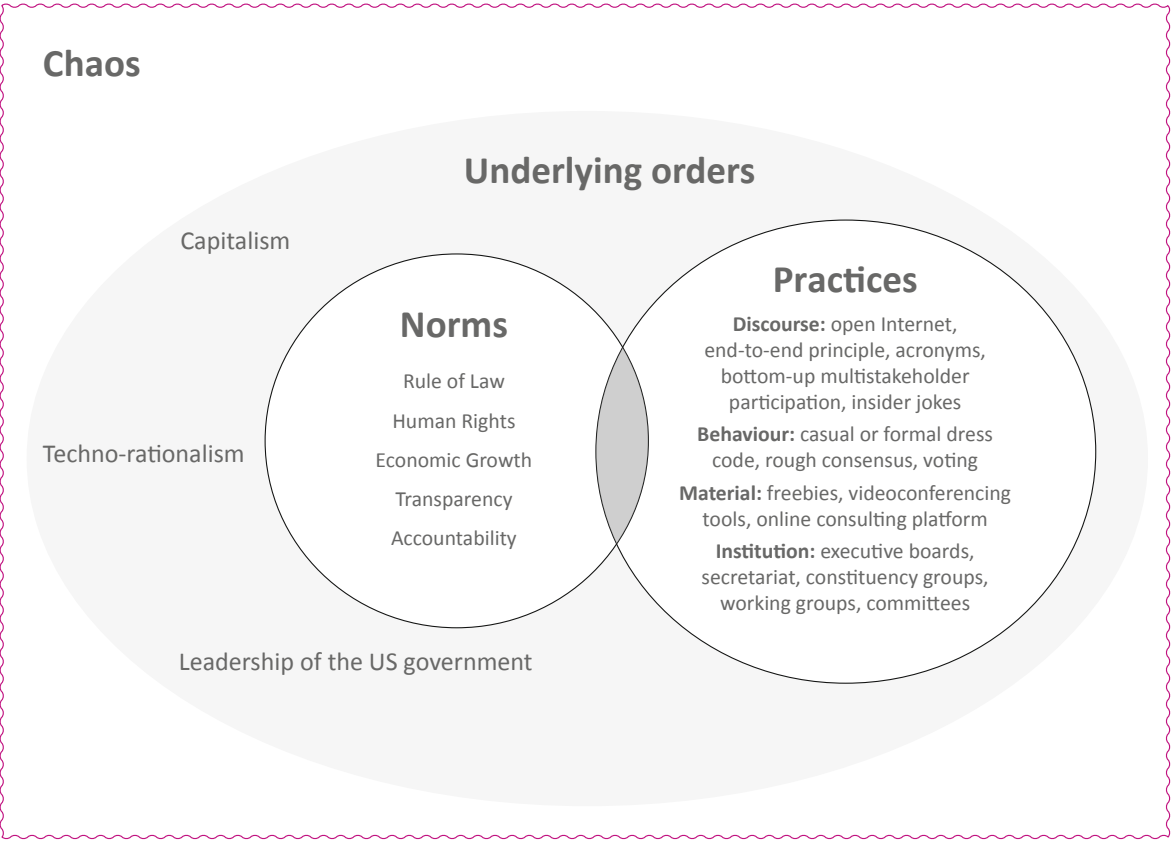 Chaos
Underlying orders
Capitalism
Techno-rationalism
Leadership of the US government
Norms
Rule of Law
Human Rights
Economic Growth
Transparency
Accountability
Practices
Discourse: open Internet,
end-to-end principle, acronyms,
bottom-up multistakeholder
participation, insider jokes
Behaviour: casual or formal dress
code, rough consensus, voting
Material: freebies, videoconferencing
tools, online consulting platform
Institution: executive boards,
secretariat, constituency groups,
working groups, committees